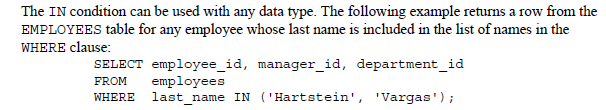 The IN condition can be used with any data type. The following example returns a row from the
EMPLOYEES table for any employee whose last name is included in the list of names in the
WHERE clause:
SELECT employee_id, manager_id, department_id
FROM employees
WHERE last_name IN ('Hartstein', 'Vargas');